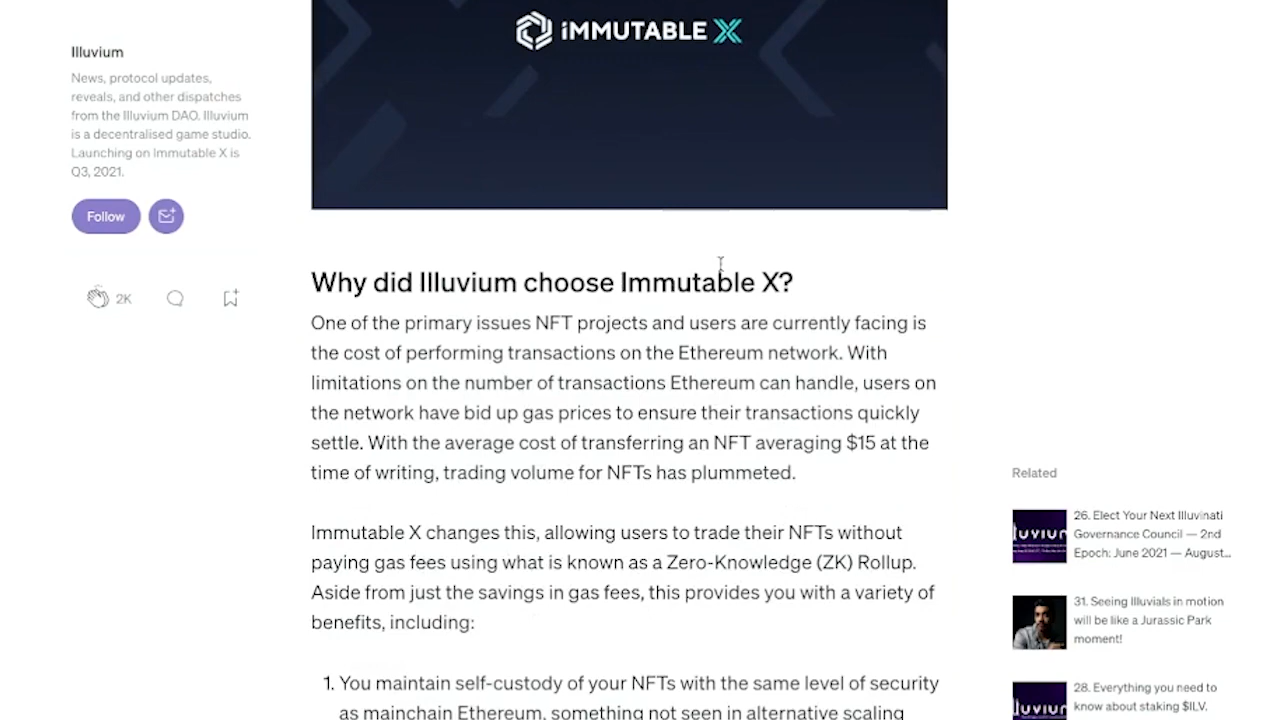 iMMUTABLE X
Illuvium
News, protocol updates,
reveals, and other dispatches
from the Illuvium DAO. Illuvium
is a decentralised game studio.
Launching on Immutable X is
Q3, 2021.
Follow
2K
Why did Illuvium choose Immutable X?
One of the primary issues NFT projects and users are currently facing is
the cost of performing transactions on the Ethereum network. With
limitations on the number of transactions Ethereum can handle, users on
the network have bid up gas prices to ensure their transactions quickly
settle. With the average cost of transferring an NFT averaging $15 at the
time of writing, trading volume for NFTs has plummeted.
Immutable X changes this, allowing users to trade their NFTs without
paying gas fees using what is known as a Zero-Knowledge (ZK) Rollup.
Aside from just the savings in gas fees, this provides you with a variety of
benefits, including:
1. You maintain self-custody of your NFTs with the same level of security
as mainchain Ethereum, something not seen in alternative scaling
Related
26. Elect Your Next Illuvinati
Governance Council — 2nd
Epoch: June 2021 — August...
31. Seeing Illuvials in motion
will be like a Jurassic Park
moment!
28. Everything you need to
know about staking $ILV.